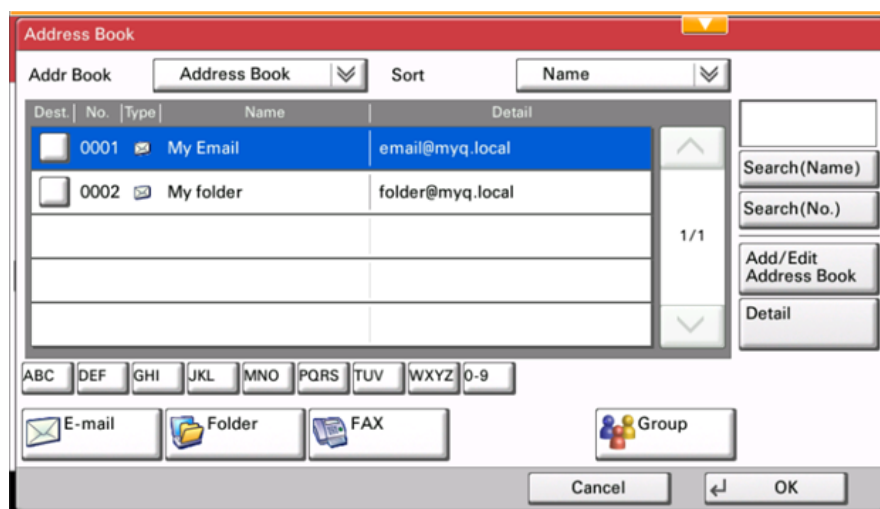 Address Book
Addr Book Address Book Sort Name
Dest. No. Type Name Detail
0001 My Email email@myq.local
0002 My folder folder@myq.local
1/1
Search(Name)
Search(No.)
Add/Edit
Address Book
Detail
ABC DEF GHI JKL MNO PQRS TUV WXYZ 0-9
E-mail Folder FAX Group
Cancel OK